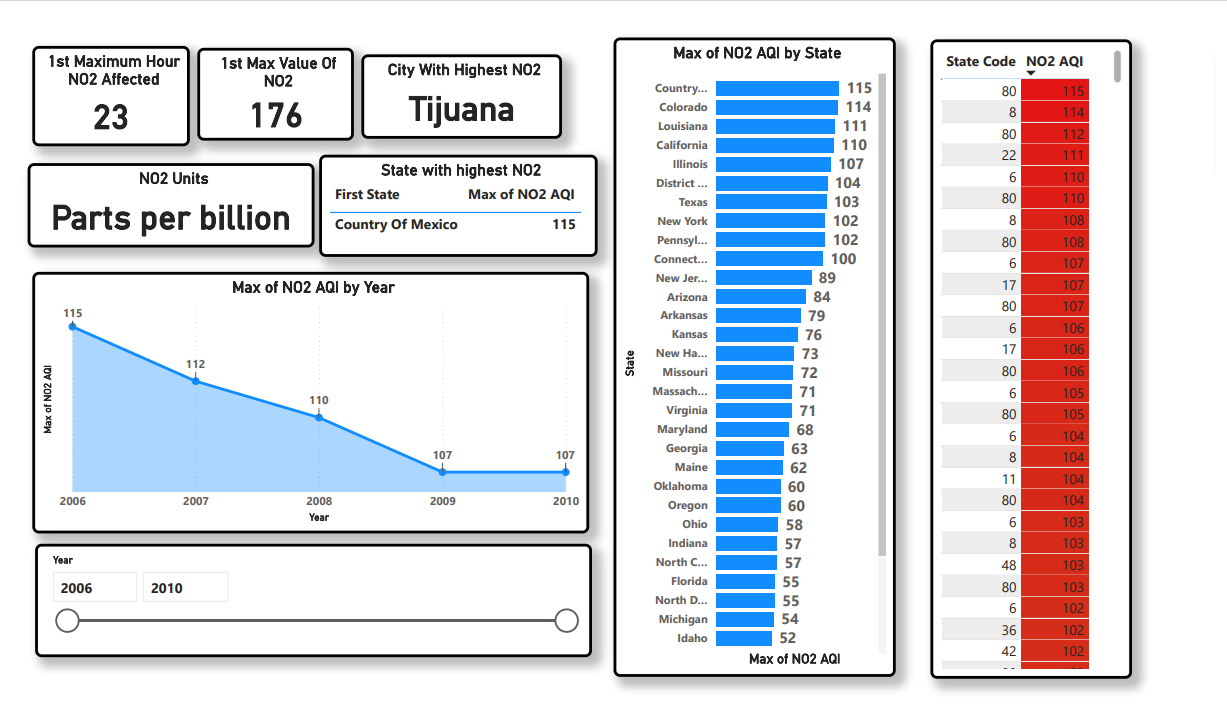 1st Maximum Hour
NO2 Affected
23
1st Max Value Of
NO2
176
City With Highest NO2
Tijuana
NO2 Units
Parts per billion
State with highest NO2
First State Max of NO2 AQI
Country Of Mexico 115
Max of NO2 AQI by Year
Max of NO2 AQI
115
112
110
107
107
2006 2007 2008 2009 2010
Year
Year
2006 2010
Max of NO2 AQI by State
State
Country... 115
Colorado 114
Louisiana 111
California 110
Illinois 107
District ... 104
Texas 103
New York 102
Pennsyl... 102
Connect... 100
New Jer... 89
Arizona 84
Arkansas 79
Kansas 76
New Ha... 73
Missouri 72
Massach... 71
Virginia 71
Maryland 68
Georgia 63
Maine 62
Oklahoma 60
Oregon 60
Ohio 58
Indiana 57
North C... 57
Florida 55
North D... 55
Michigan 54
Idaho 52
Max of NO2 AQI
State Code NO2 AQI
80 115
8 114
80 112
22 111
6 110
80 110
8 108
80 108
6 107
17 107
80 107
6 106
17 106
80 106
6 105
80 105
6 104
8 104
11 104
80 104
6 103
8 103
48 103
80 103
6 102
36 102
42 102